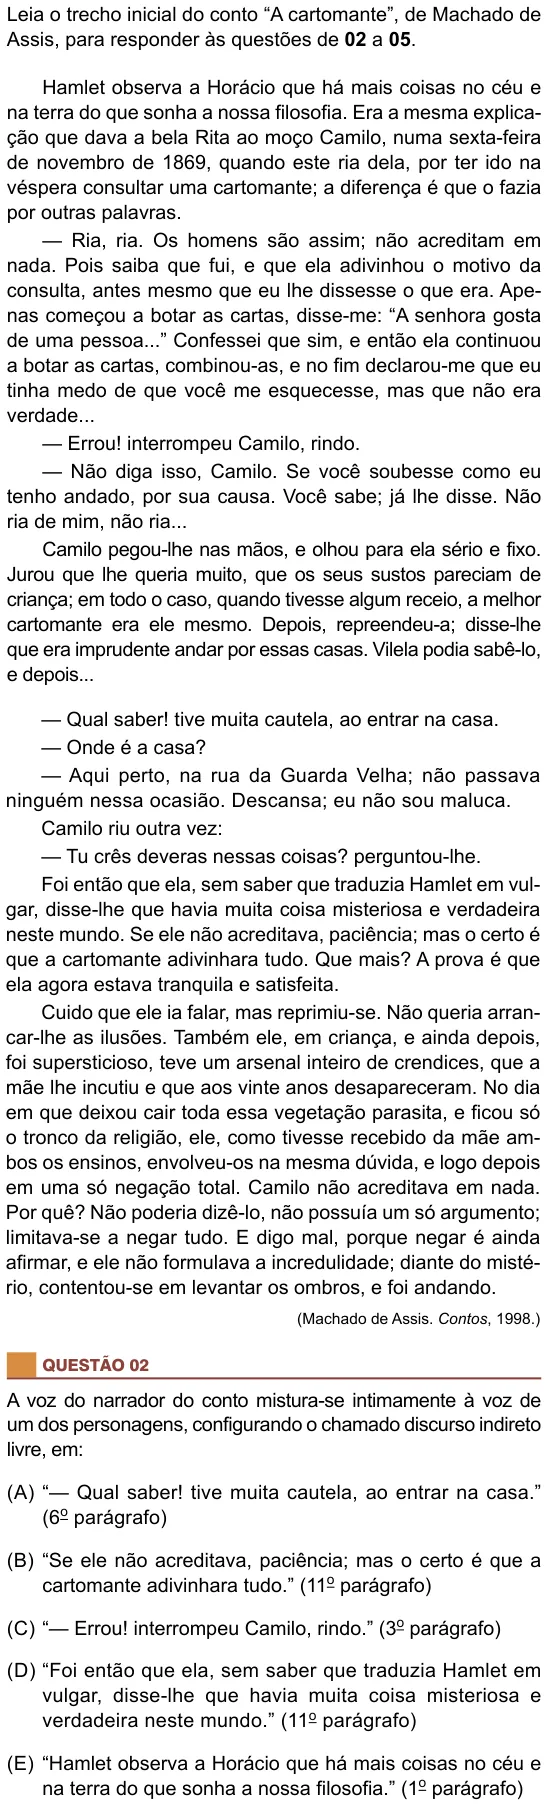 Leia o trecho inicial do conto “A cartomante”, de Machado de
Assis, para responder às questões de 02 a 05.
Hamlet observa a Horácio que há mais coisas no céu e
na terra do que sonha a nossa filosofia. Era a mesma explica-
ção que dava a bela Rita ao moço Camilo, numa sexta-feira
de novembro de 1869, quando este ria dela, por ter ido na
véspera consultar uma cartomante; a diferença é que o fazia
por outras palavras.
— Ria, ria. Os homens são assim; não acreditam em
nada. Pois saiba que fui, e que ela adivinhou o motivo da
consulta, antes mesmo que eu lhe dissesse o que era. Ape-
nas começou a botar as cartas, disse-me: “A senhora gosta
de uma pessoa...” Confessei que sim, e então ela continuou
a botar as cartas, combinou-as, e no fim declarou-me que eu
tinha medo de que você me esquecesse, mas que não era
verdade...
— Errou! interrompeu Camilo, rindo.
— Não diga isso, Camilo. Se você soubesse como eu
tenho andado, por sua causa. Você sabe; já lhe disse. Não
ria de mim, não ria...
Camilo pegou-lhe nas mãos, e olhou para ela sério e fixo.
Jurou que lhe queria muito, que os seus sustos pareciam de
criança; em todo o caso, quando tivesse algum receio, a melhor
cartomante era ele mesmo. Depois, repreendeu-a; disse-lhe
que era imprudente andar por essas casas. Vilela podia sabê-lo,
e depois...
— Qual saber! tive muita cautela, ao entrar na casa.
— Onde é a casa?
— Aqui perto, na rua da Guarda Velha; não passava
ninguém nessa ocasião. Descansa; eu não sou maluca.
Camilo riu outra vez:
— Tu crês deveras nessas coisas? perguntou-lhe.
Foi então que ela, sem saber que traduzia Hamlet em vul-
gar, disse-lhe que havia muita coisa misteriosa e verdadeira
neste mundo. Se ele não acreditava, paciência; mas o certo é
que a cartomante adivinhara tudo. Que mais? A prova é que
ela agora estava tranquila e satisfeita.
Cuido que ele ia falar, mas reprimiu-se. Não queria arran-
car-lhe as ilusões. Também ele, em criança, e ainda depois,
foi supersticioso, teve um arsenal inteiro de crendices, que a
mãe lhe incutiu e que aos vinte anos desapareceram. No dia
em que deixou cair toda essa vegetação parasita, e ficou só
o tronco da religião, ele, como tivesse recebido da mãe am-
bos os ensinos, envolveu-os na mesma dúvida, e logo depois
em uma só negação total. Camilo não acreditava em nada.
Por quê? Não poderia dizê-lo, não possuía um só argumento;
limitava-se a negar tudo. E digo mal, porque negar é ainda
afirmar, e ele não formulava a incredulidade; diante do misté-
rio, contentou-se em levantar os ombros, e foi andando.
(Machado de Assis. Contos, 1998.)
QUESTÃO 02
A voz do narrador do conto mistura-se intimamente à voz de
um dos personagens, configurando o chamado discurso indireto
livre, em:
(A) “— Qual saber! tive muita cautela, ao entrar na casa.”
(6º parágrafo)
(B) “Se ele não acreditava, paciência; mas o certo é que a
cartomante adivinhara tudo.” (11º parágrafo)
(C) “— Errou! interrompeu Camilo, rindo.” (3º parágrafo)
(D) “Foi então que ela, sem saber que traduzia Hamlet em
vulgar, disse-lhe que havia muita coisa misteriosa e
verdadeira neste mundo.” (11º parágrafo)
(E) “Hamlet observa a Horácio que há mais coisas no céu e
na terra do que sonha a nossa filosofia.” (1º parágrafo)